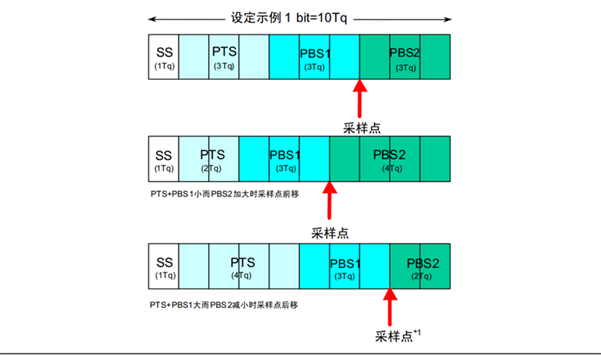 设定示例 1 bit=10Tq
SS PTS PBS1 PBS2
(1Tq) (3Tq) (3Tq) (3Tq)
采样点
SS PTS PBS1 PBS2
(1Tq) (2Tq) (3Tq) (4Tq)
PTS+PBS1小而PBS2加大时采样点前移
采样点
SS PTS PBS1 PBS2
(1Tq) (4Tq) (3Tq) (2Tq)
PTS+PBS1大而PBS2减小时采样点后移
采样点*1